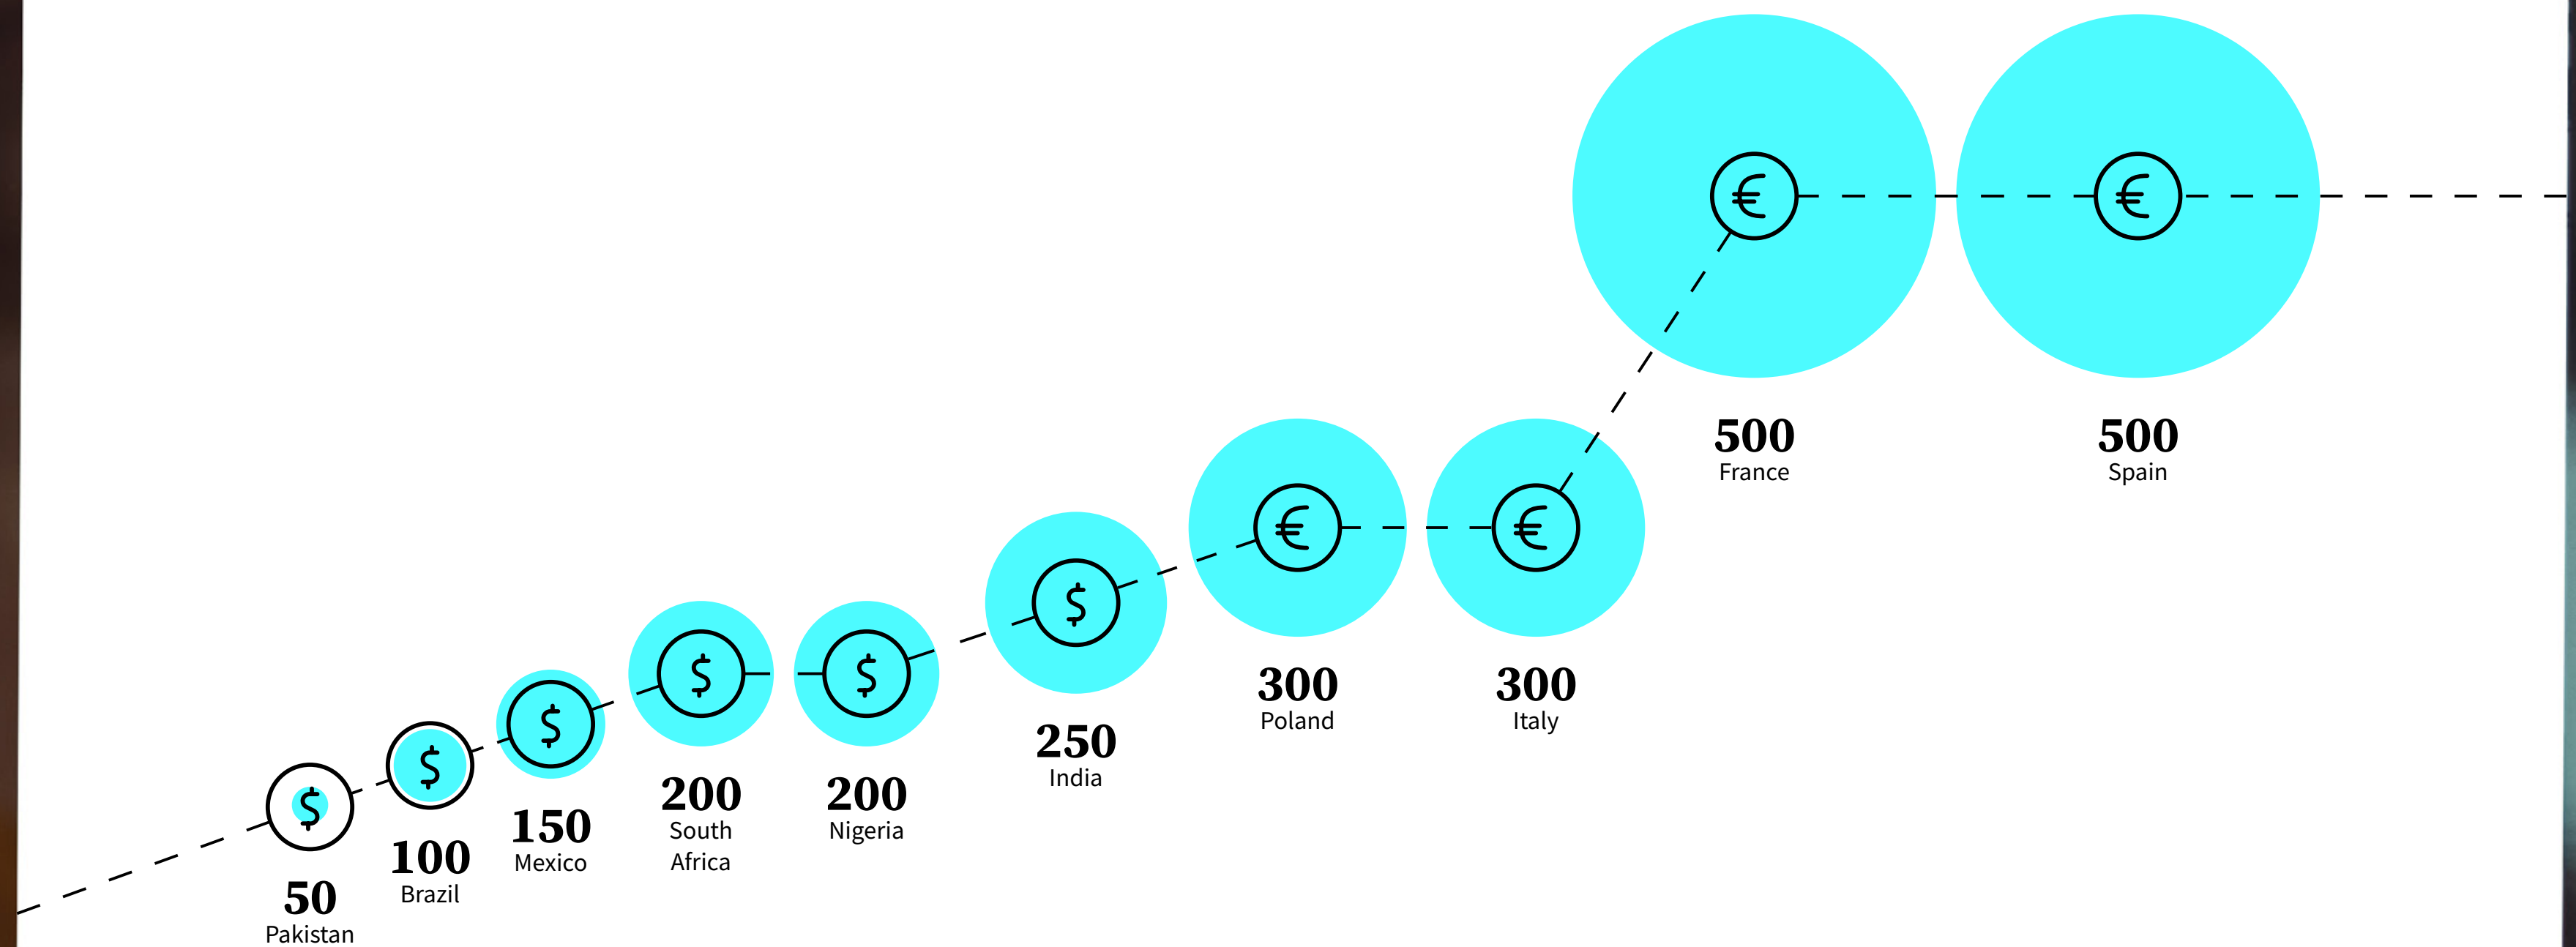 $
50
Pakistan
$
100
Brazil
$
150
Mexico
$
200
South
Africa
$
200
Nigeria
$
250
India
€
300
Poland
€
300
Italy
€
500
France
€
500
Spain